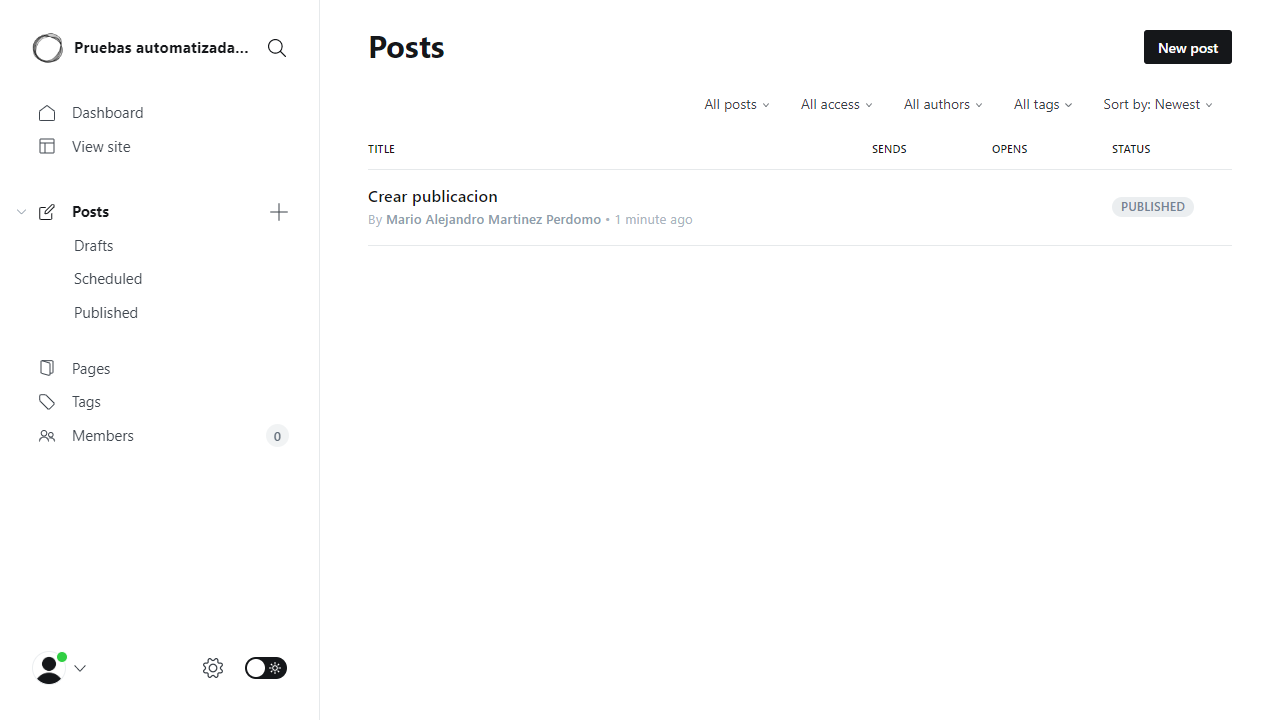 Pruebas automatizada...
Dashboard
View site
Posts
Drafts
Scheduled
Published
Pages
Tags
Members 0
Posts
New post
All posts All access All authors All tags Sort by: Newest
TITLE SENDS OPENS STATUS
Crear publicacion
By Mario Alejandro Martinez Perdomo • 1 minute ago
PUBLISHED